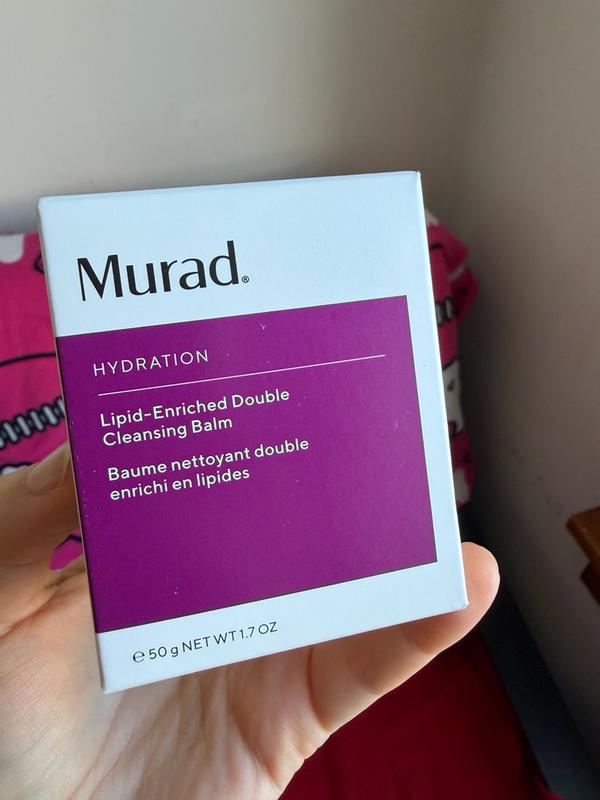 Murad®
HYDRATION
Lipid-Enriched Double
Cleansing Balm
Baume nettoyant double
enrichi en lipides
℮ 50 g NET WT 1.7 OZ